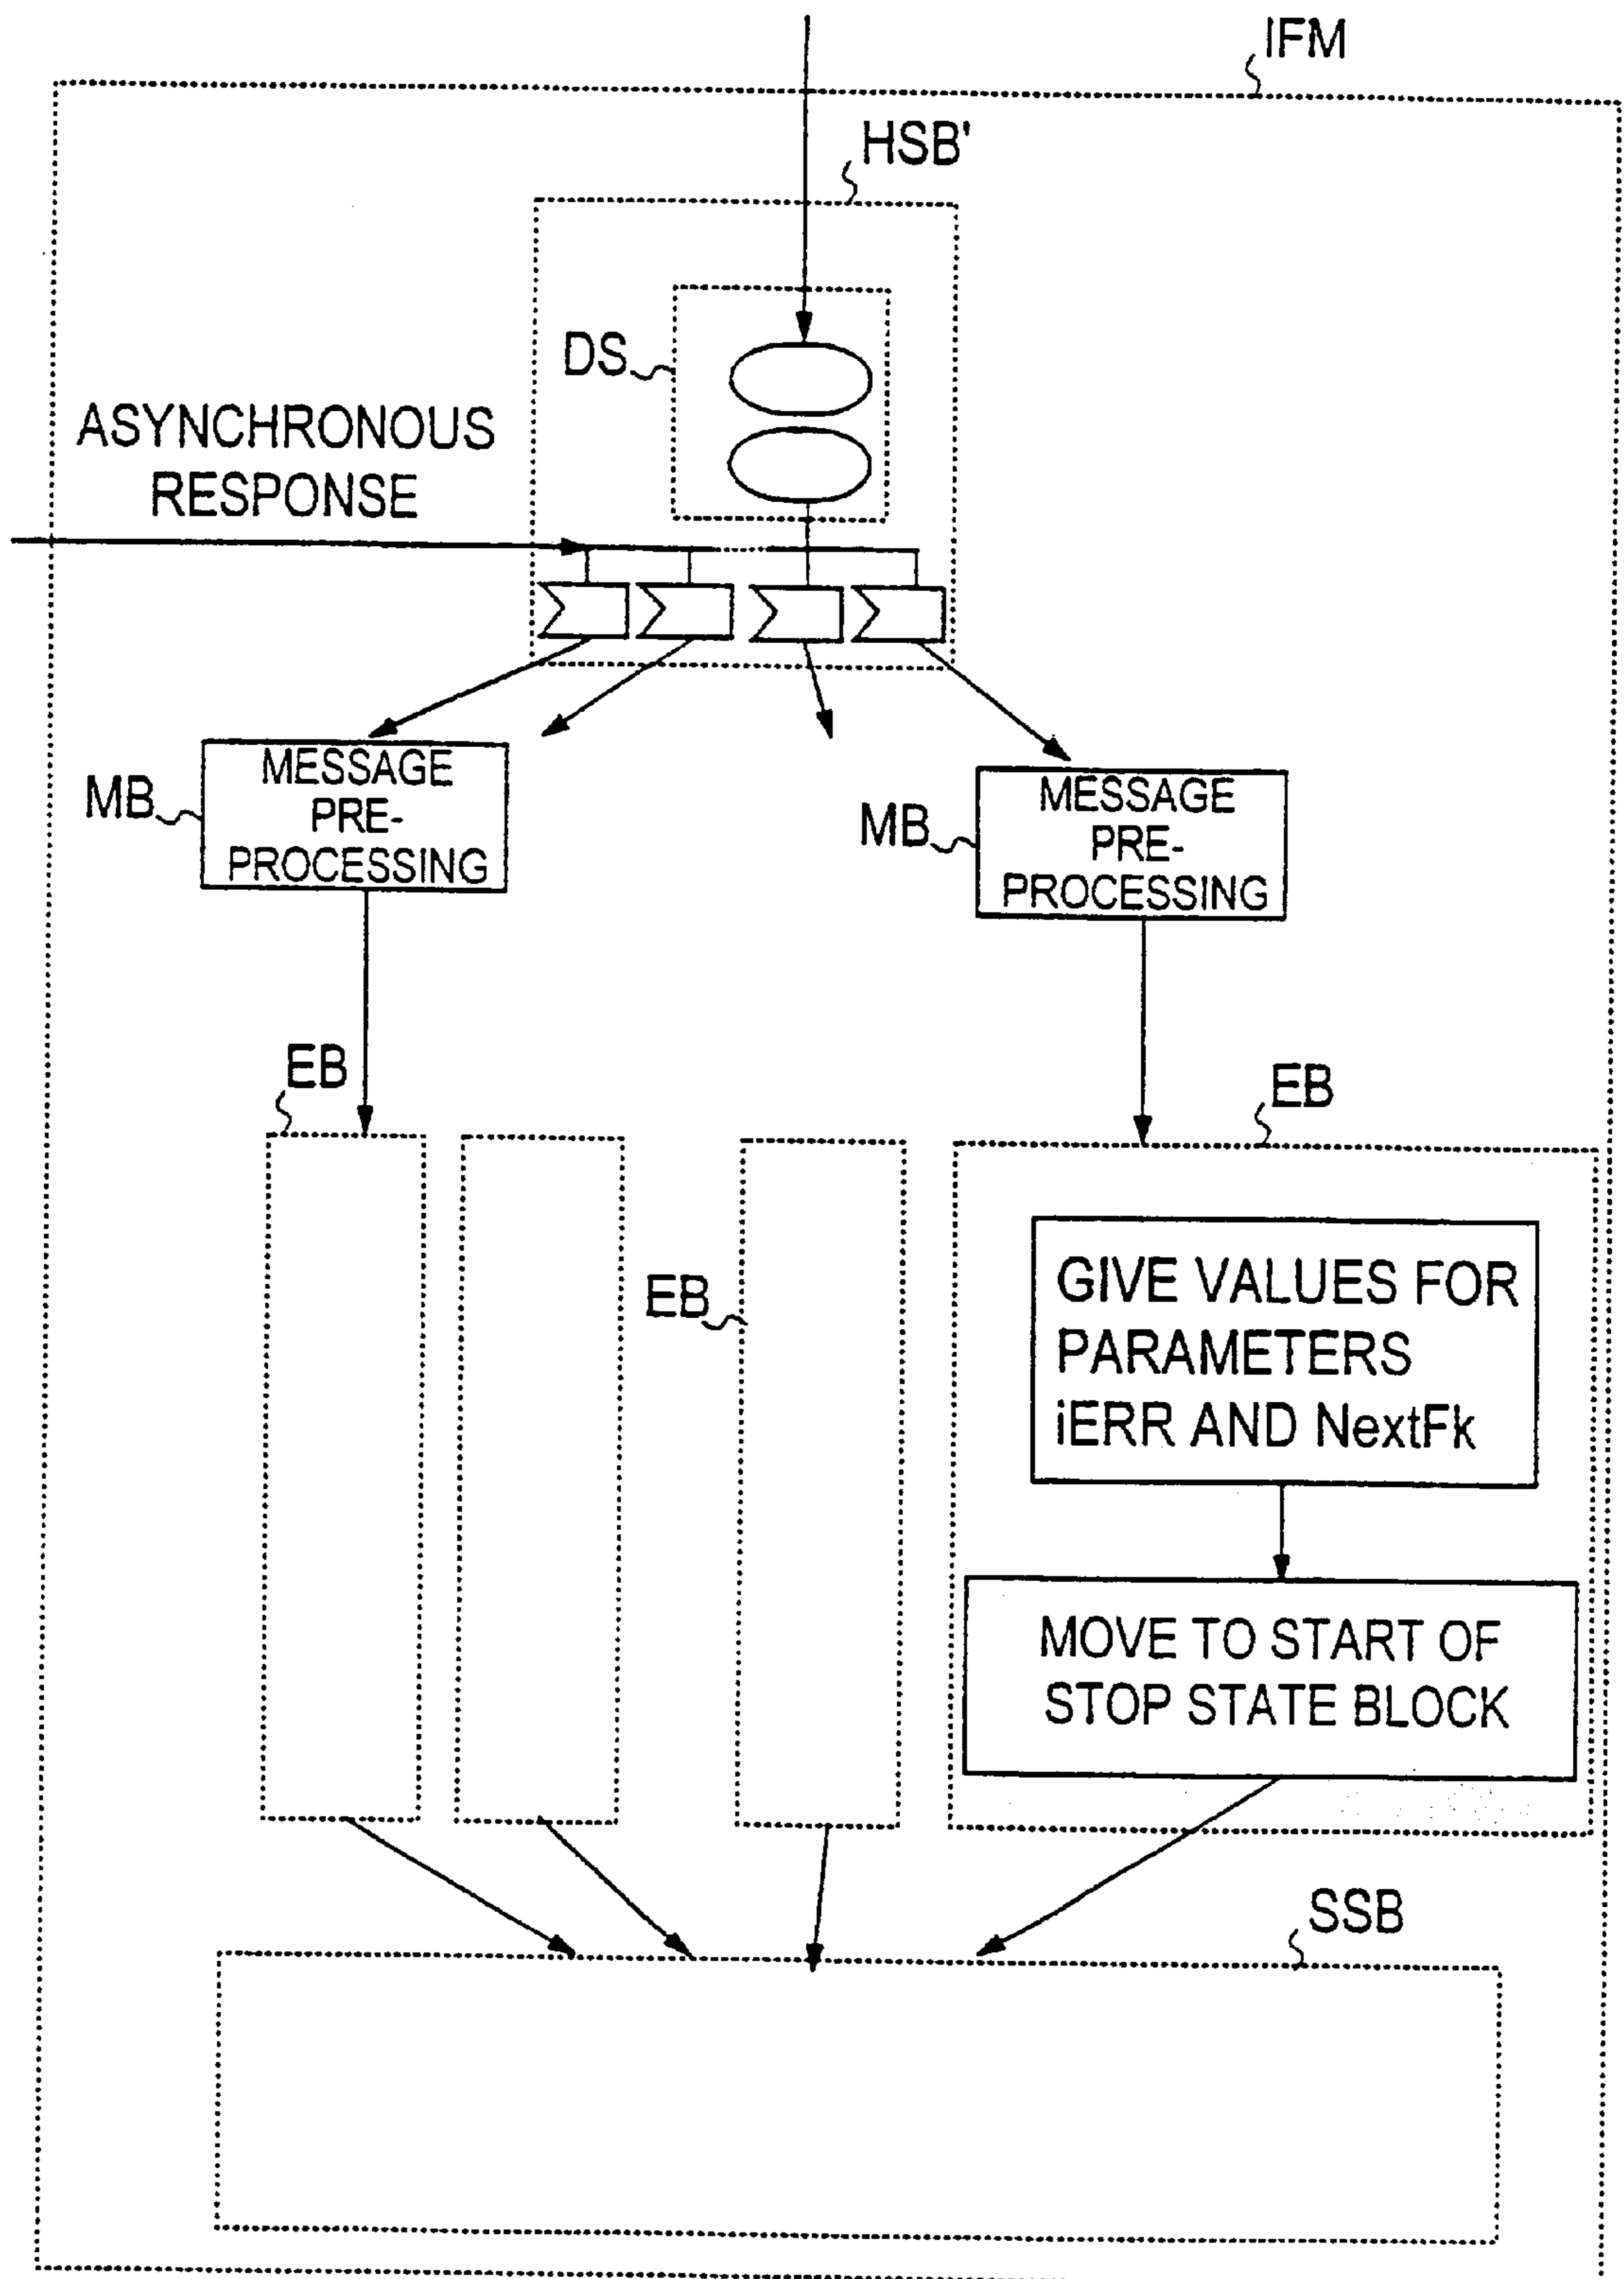 IFM
HSB'
DS
ASYNCHRONOUS
RESPONSE
MESSAGE
PRE-
PROCESSING
MB
MESSAGE
PRE-
PROCESSING
MB
EB
EB
EB
GIVE VALUES FOR
PARAMETERS
iERR AND NextFk
MOVE TO START OF
STOP STATE BLOCK
SSB